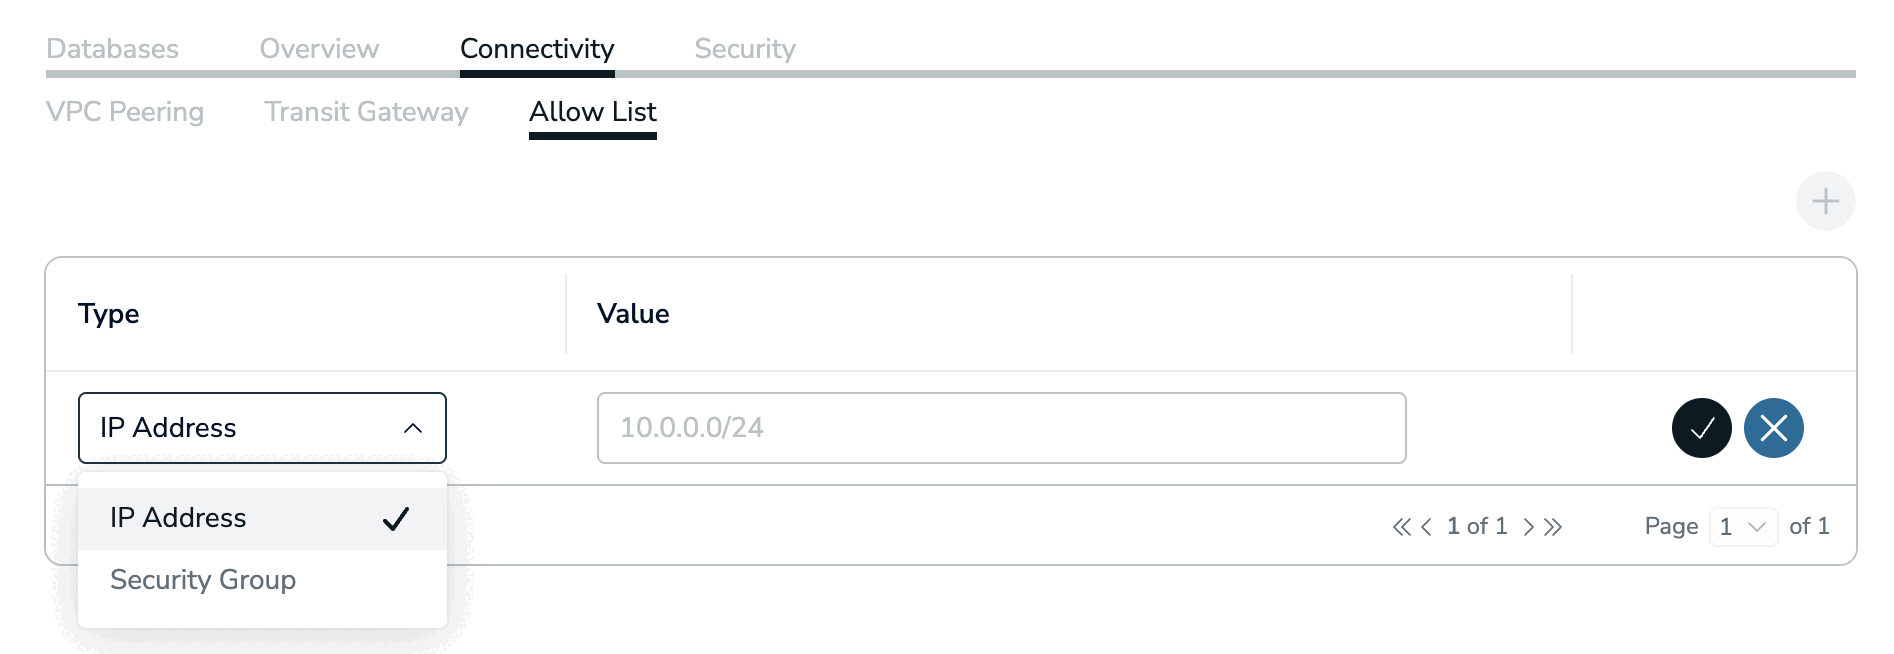 Databases Overview Connectivity Security
VPC Peering Transit Gateway Allow List
Type Value
IP Address 10.0.0.0/24
IP Address
1 of 1 Page 1 of 1
Security Group